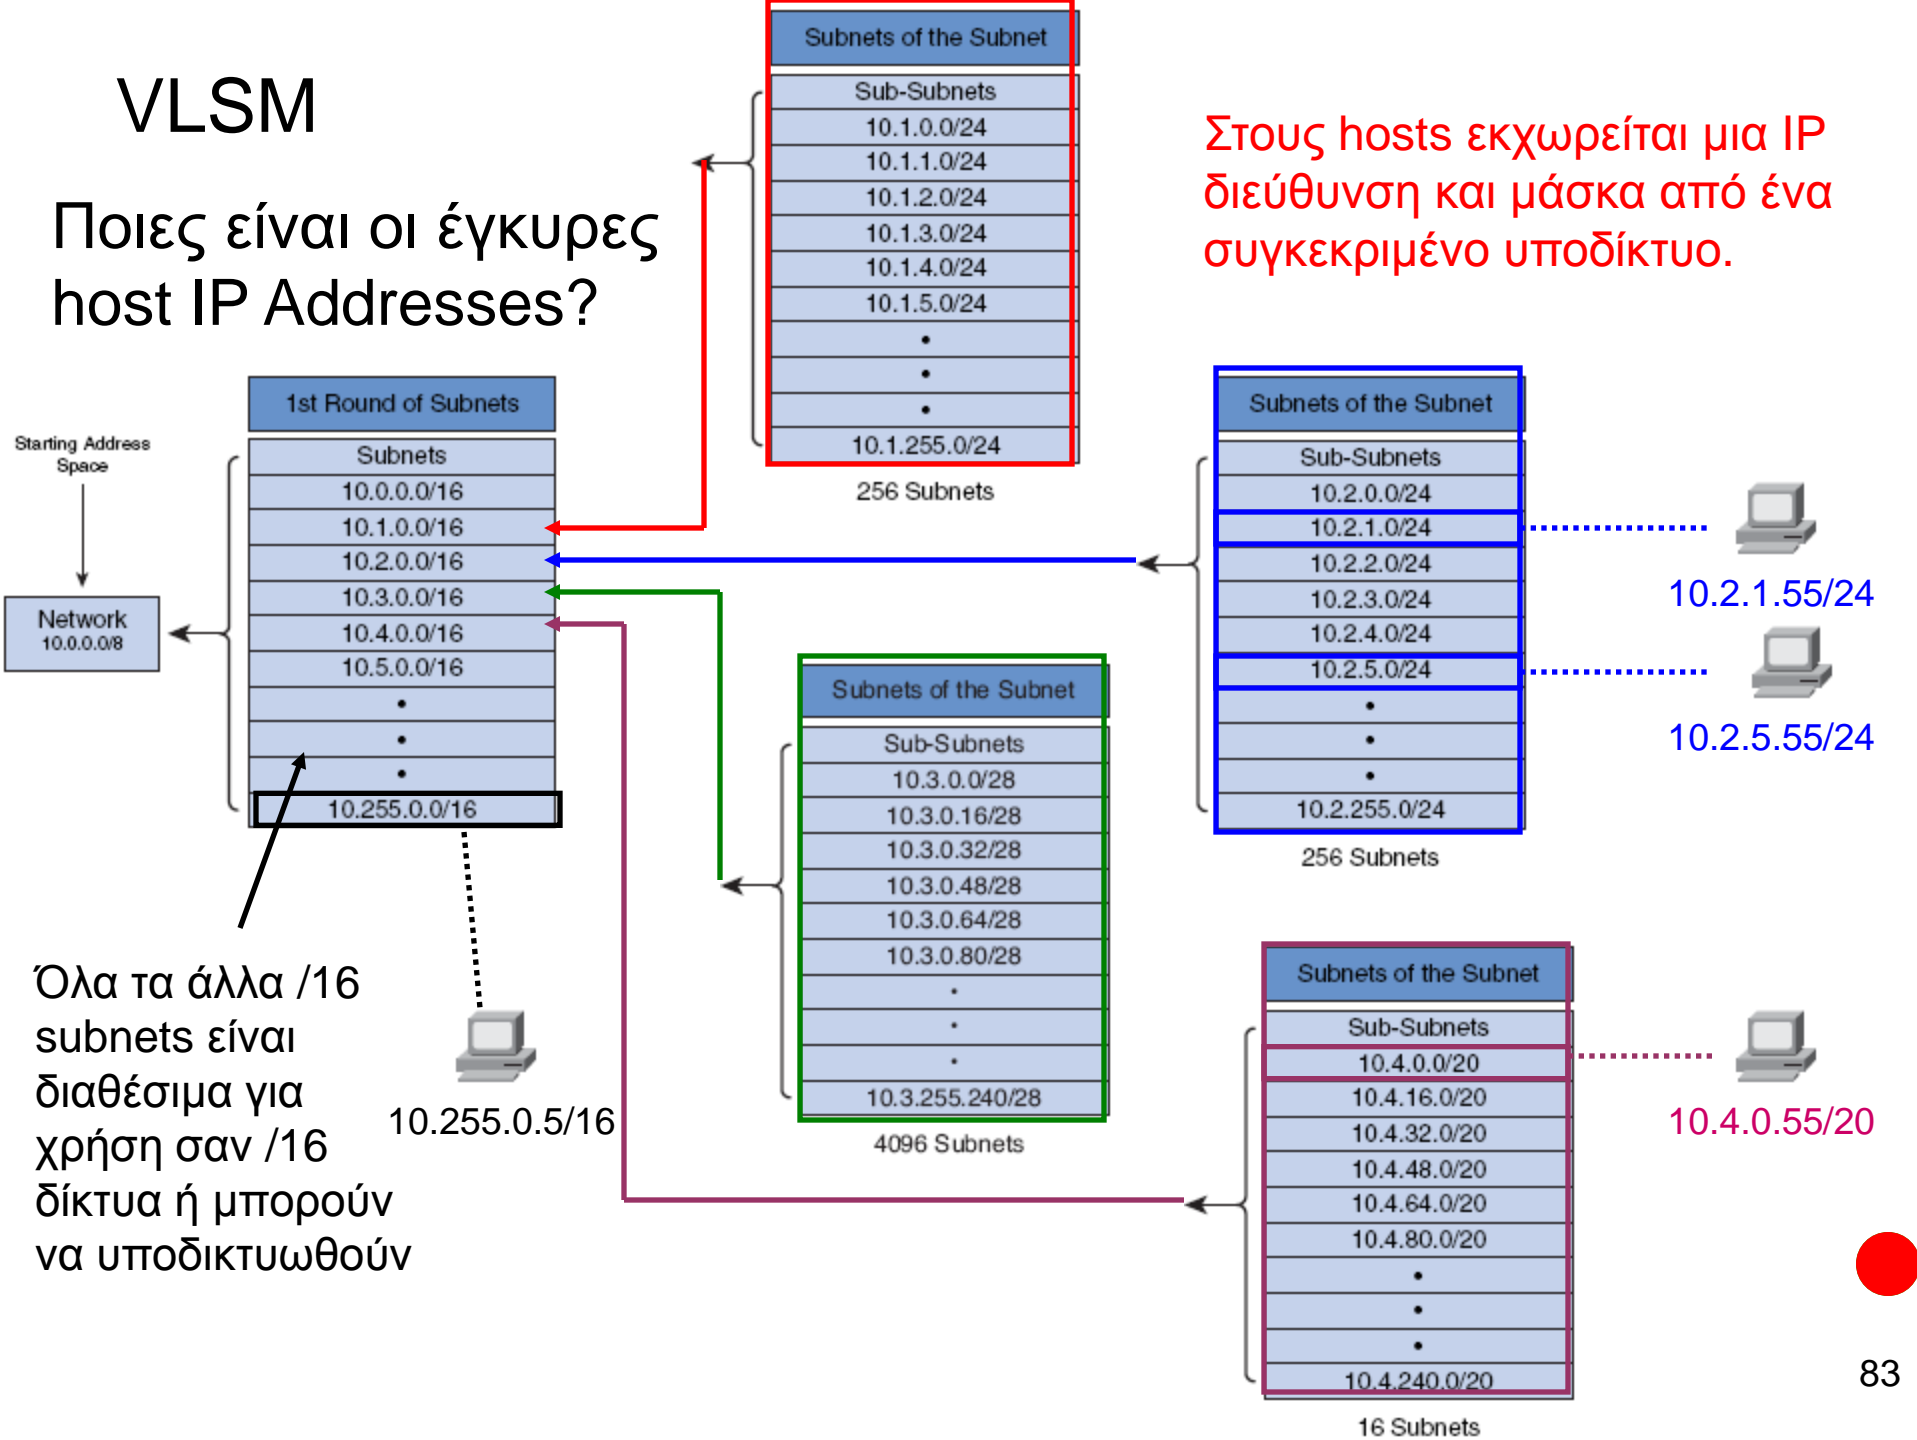 VLSM
Ποιες είναι οι έγκυρες
host IP Addresses?
Subnets of the Subnet
Sub-Subnets
10.1.0.0/24
10.1.1.0/24
10.1.2.0/24
10.1.3.0/24
10.1.4.0/24
10.1.5.0/24
10.1.255.0/24
256 Subnets
Στους hosts εκχωρείται μια IP
διεύθυνση και μάσκα από ένα
συγκεκριμένο υποδίκτυο.
Starting Address
Space
Network
10.0.0.0/8
1st Round of Subnets
Subnets
10.0.0.0/16
10.1.0.0/16
10.2.0.0/16
10.3.0.0/16
10.4.0.0/16
10.5.0.0/16
10.255.0.0/16
Subnets of the Subnet
Sub-Subnets
10.2.0.0/24
10.2.1.0/24
10.2.2.0/24
10.2.3.0/24
10.2.4.0/24
10.2.5.0/24
10.2.255.0/24
256 Subnets
10.2.1.55/24
10.2.5.55/24
Subnets of the Subnet
Sub-Subnets
10.3.0.0/28
10.3.0.16/28
10.3.0.32/28
10.3.0.48/28
10.3.0.64/28
10.3.0.80/28
10.3.255.240/28
4096 Subnets
Όλα τα άλλα /16
subnets είναι
διαθέσιμα για
χρήση σαν /16
δίκτυα ή μπορούν
να υποδικτυωθούν
10.255.0.5/16
Subnets of the Subnet
Sub-Subnets
10.4.0.0/20
10.4.16.0/20
10.4.32.0/20
10.4.48.0/20
10.4.64.0/20
10.4.80.0/20
10.4.240.0/20
16 Subnets
10.4.0.55/20
83